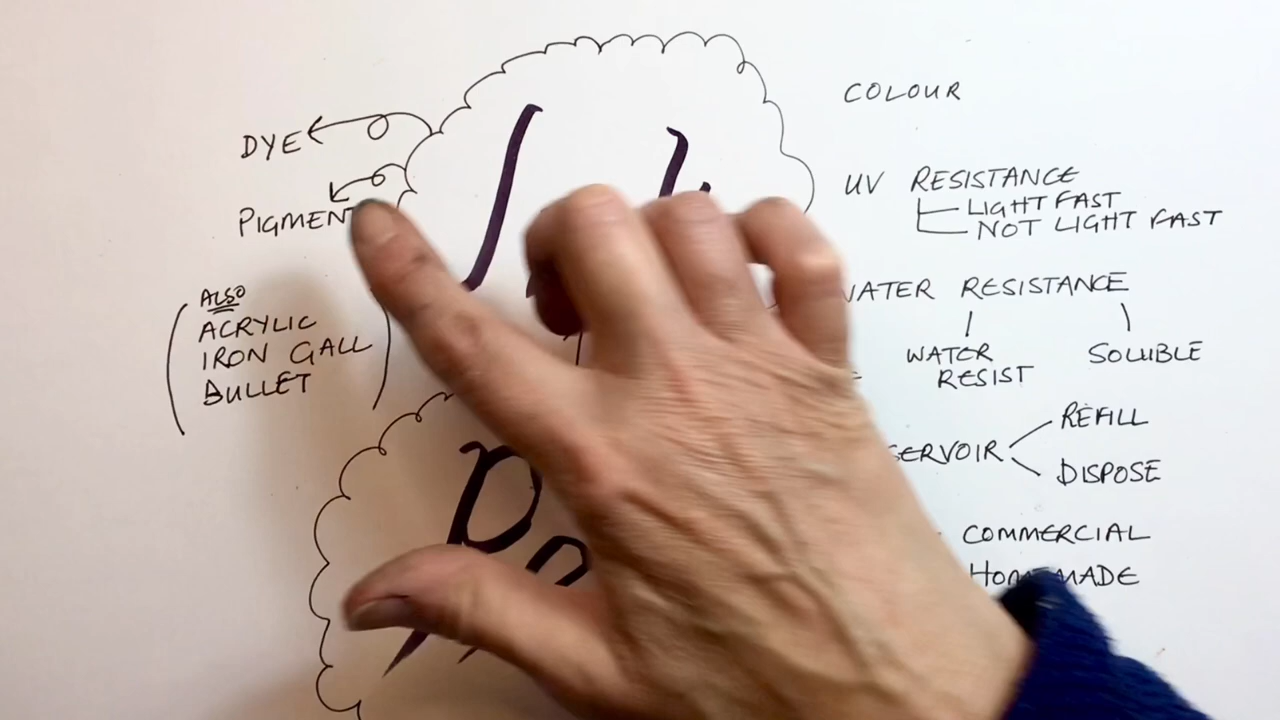 DYE
PIGMENT
ALSO
ACRYLIC
IRON GALL
BULLET
COLOUR
UV RESISTANCE
LIGHT FAST
NOT LIGHT FAST
WATER RESISTANCE
WATER RESIST
SOLUBLE
REFILL
DISPOSE
COMMERCIAL